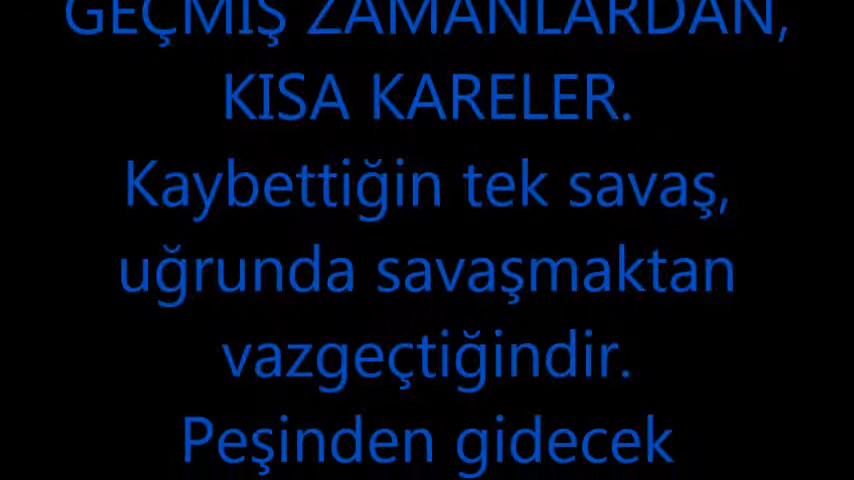 GEÇMİŞ ZAMANLARDAN,
KISA KARELER.
Kaybettiğin tek savaş,
uğrunda savaşmaktan
vazgeçtiğindir.
Peşinden gidecek